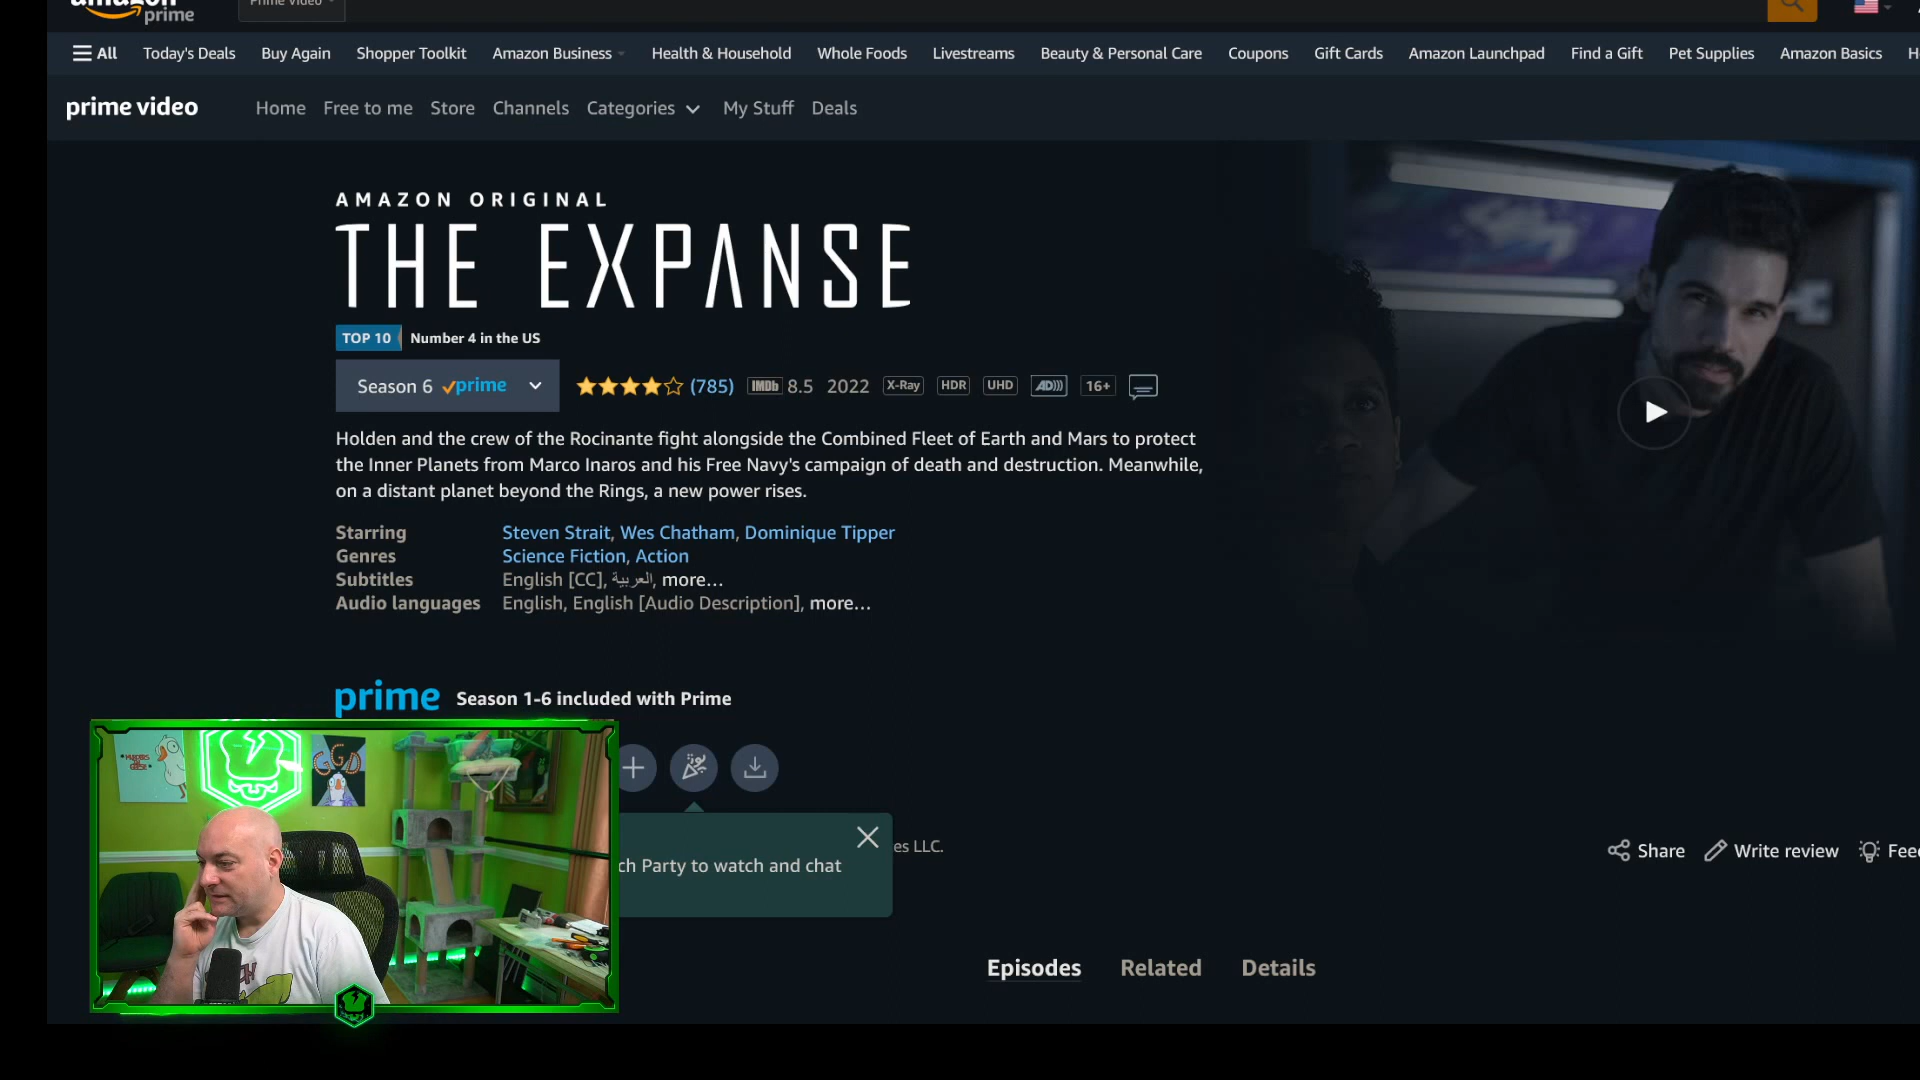 amazon
prime
Prime Video
All Today's Deals Buy Again Shopper Toolkit Amazon Business Health & Household Whole Foods Livestreams Beauty & Personal Care Coupons Gift Cards Amazon Launchpad Find a Gift Pet Supplies Amazon Basics H
prime video Home Free to me Store Channels Categories My Stuff Deals
AMAZON ORIGINAL
THE EXPANSE
TOP 10 Number 4 in the US
Season 6 prime (785) IMDb 8.5 2022 X-Ray HDR UHD AD))) 16+
Holden and the crew of the Rocinante fight alongside the Combined Fleet of Earth and Mars to protect
the Inner Planets from Marco Inaros and his Free Navy's campaign of death and destruction. Meanwhile,
on a distant planet beyond the Rings, a new power rises.
Starring Steven Strait, Wes Chatham, Dominique Tipper
Genres Science Fiction, Action
Subtitles English [CC], العربية, more...
Audio languages English, English [Audio Description], more...
prime Season 1-6 included with Prime
GGD
es LLC.
ch Party to watch and chat
Share Write review Fee
Episodes Related Details